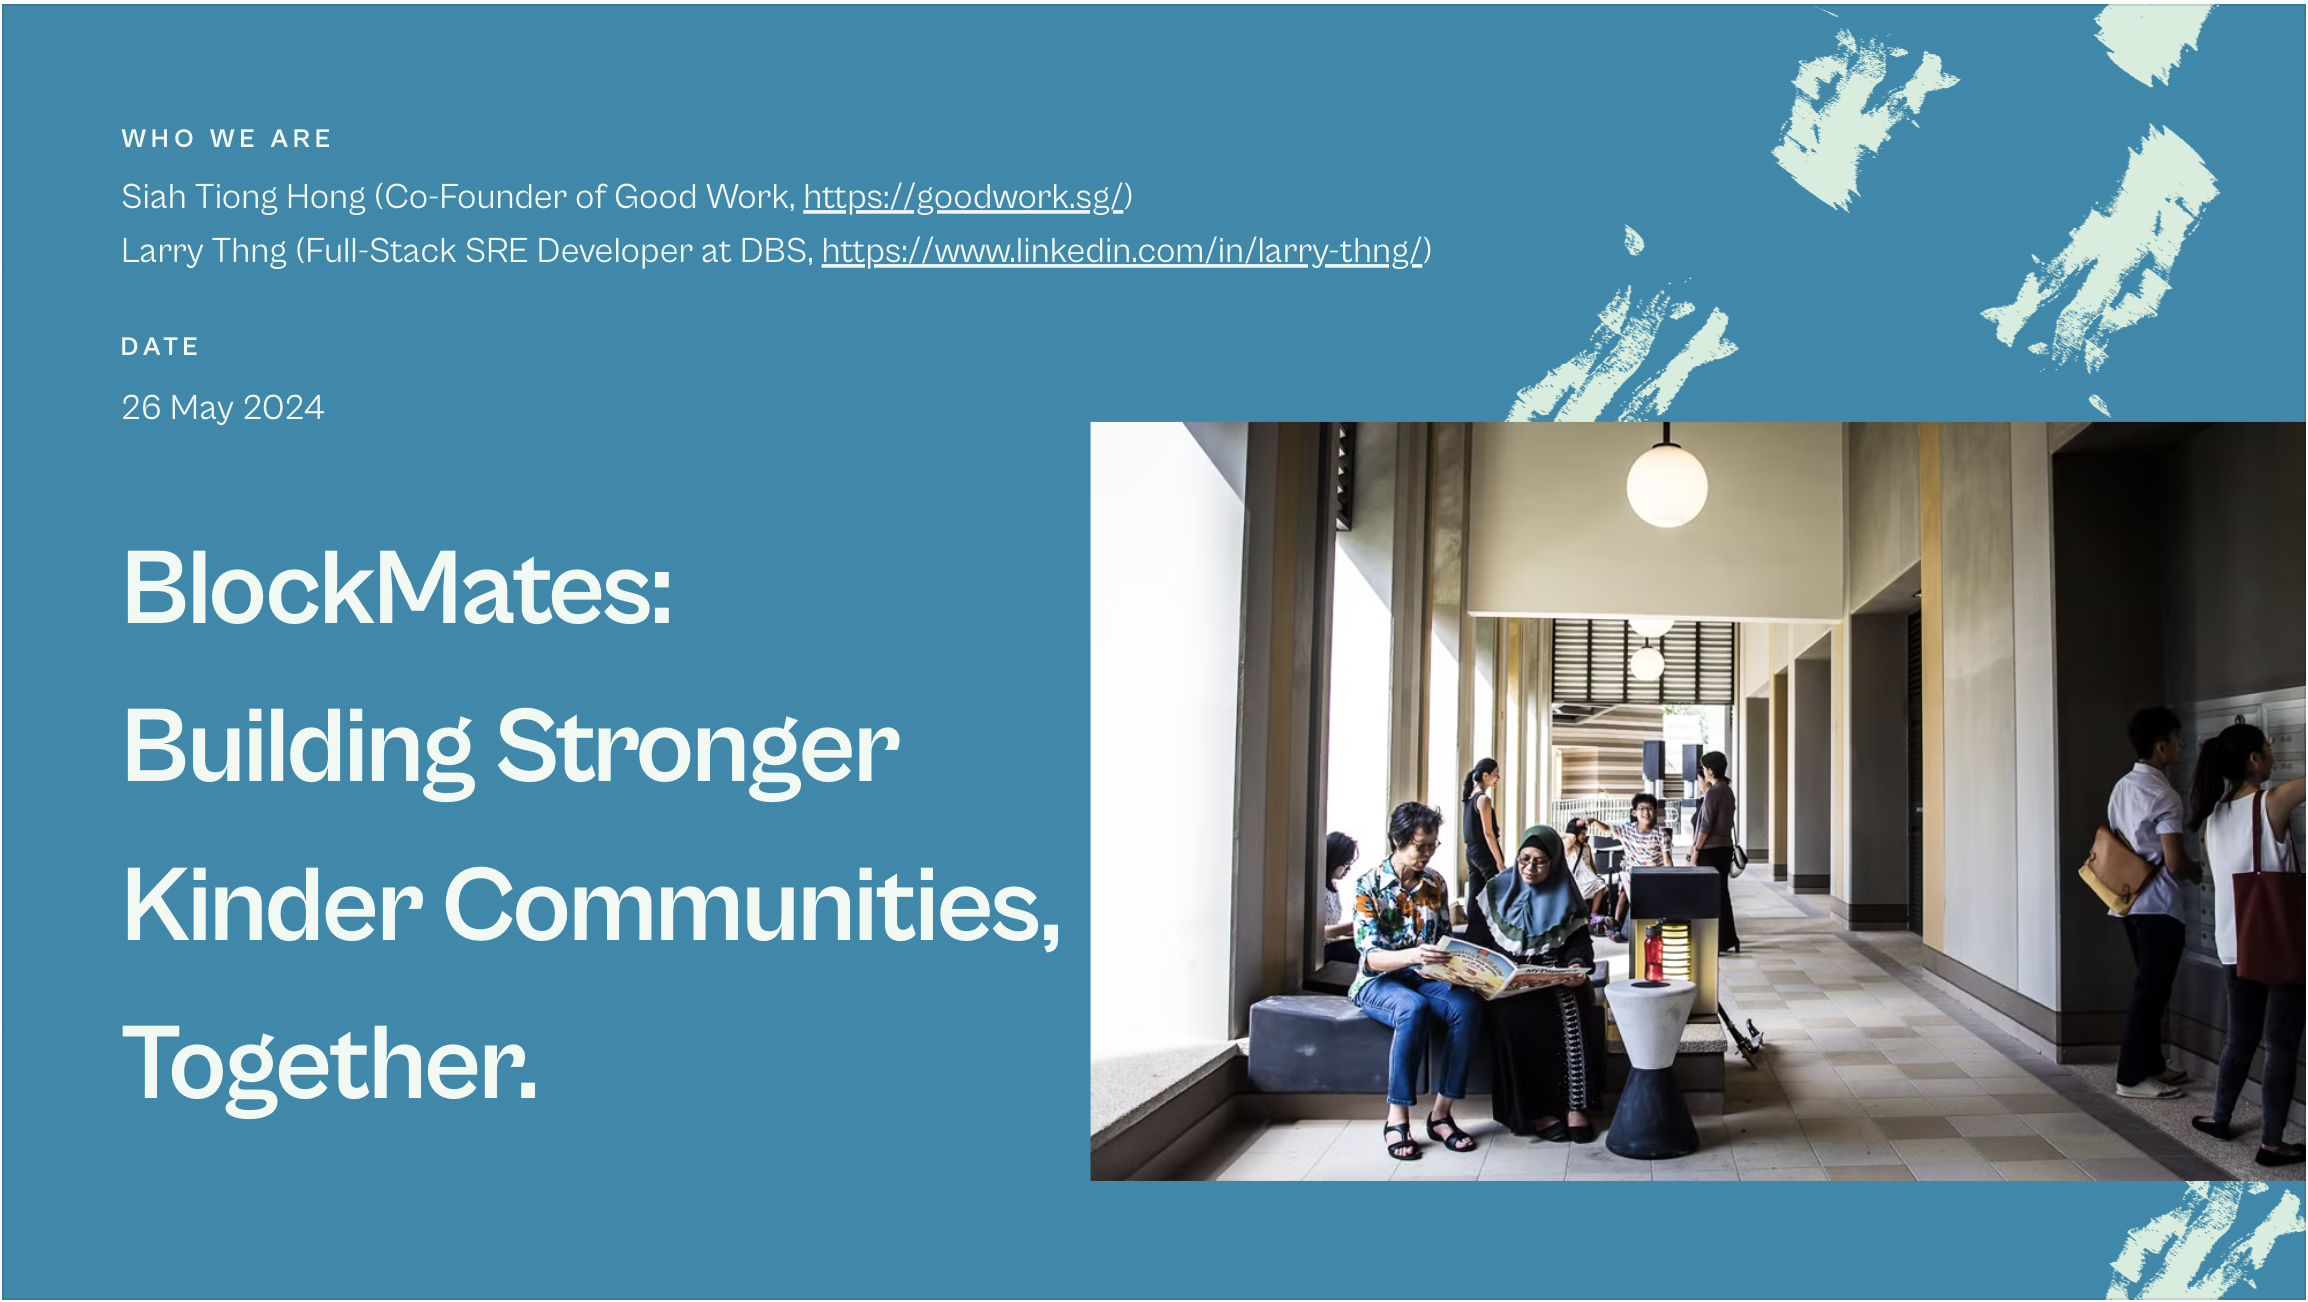 WHO WE ARE
Siah Tiong Hong (Co-Founder of Good Work, https://goodwork.sg/)
Larry Thng (Full-Stack SRE Developer at DBS, https://www.linkedin.com/in/larry-thng/)
DATE
26 May 2024
BlockMates:
Building Stronger
Kinder Communities,
Together.